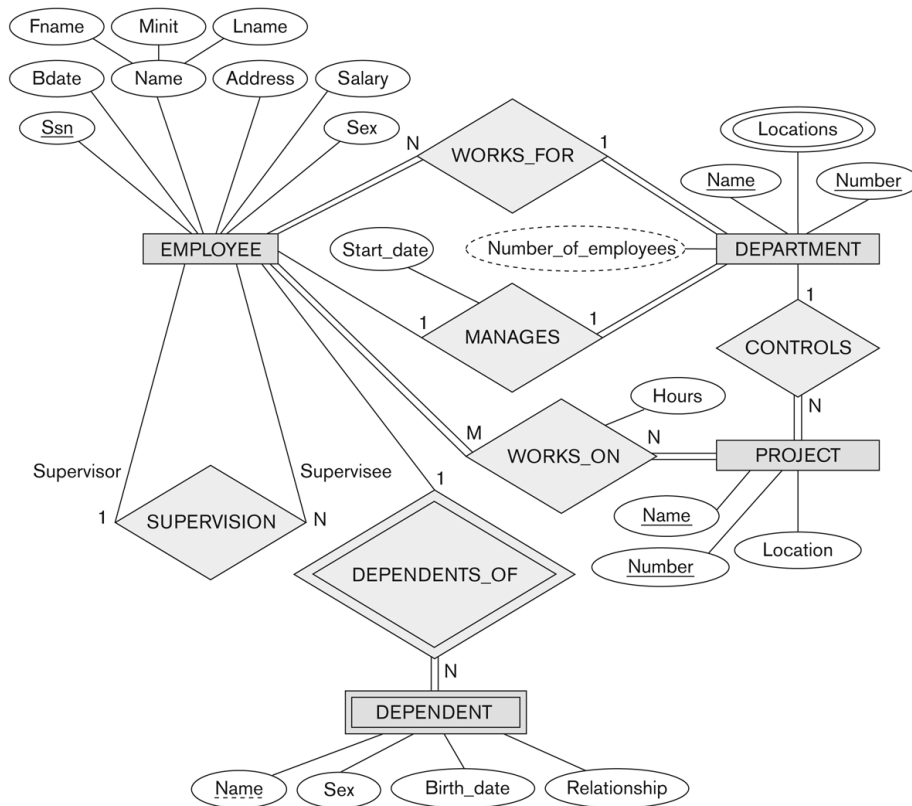 Fname
Minit
Lname
Bdate
Name
Address
Salary
Ssn
Sex
N
WORKS_FOR
1
Locations
Name
Number
EMPLOYEE
Start_date
Number_of_employees
DEPARTMENT
1
MANAGES
1
1
CONTROLS
N
Hours
M
WORKS_ON
N
PROJECT
Supervisor
Supervisee
1
SUPERVISION
N
1
Name
Number
Location
DEPENDENTS_OF
N
DEPENDENT
Name
Sex
Birth_date
Relationship